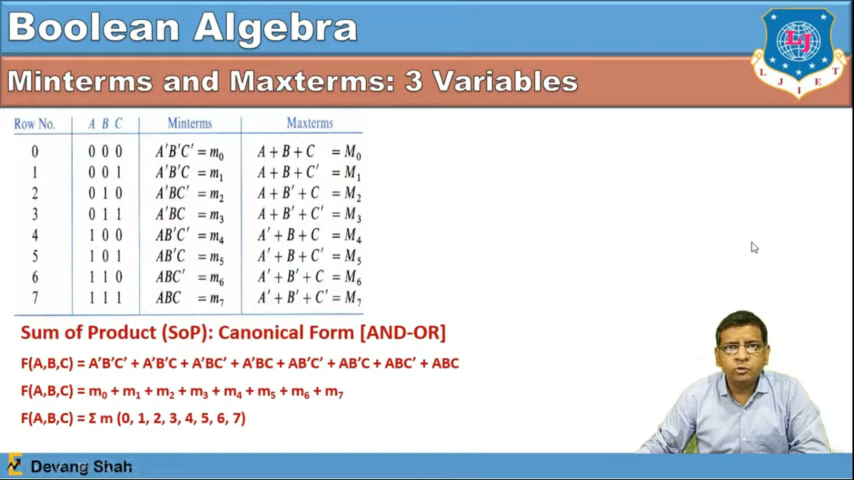 Boolean Algebra
Minterms and Maxterms: 3 Variables
LJ
LJIET
Row No. A B C Minterms Maxterms
0 0 0 0 A′B′C′ = m₀ A + B + C = M₀
1 0 0 1 A′B′C = m₁ A + B + C′ = M₁
2 0 1 0 A′BC′ = m₂ A + B′ + C = M₂
3 0 1 1 A′BC = m₃ A + B′ + C′ = M₃
4 1 0 0 AB′C′ = m₄ A′ + B + C = M₄
5 1 0 1 AB′C = m₅ A′ + B + C′ = M₅
6 1 1 0 ABC′ = m₆ A′ + B′ + C = M₆
7 1 1 1 ABC = m₇ A′ + B′ + C′ = M₇
Sum of Product (SoP): Canonical Form [AND-OR]
F(A,B,C) = A′B′C′ + A′B′C + A′BC′ + A′BC + AB′C′ + AB′C + ABC′ + ABC
F(A,B,C) = m₀ + m₁ + m₂ + m₃ + m₄ + m₅ + m₆ + m₇
F(A,B,C) = Σ m (0, 1, 2, 3, 4, 5, 6, 7)
Devang Shah